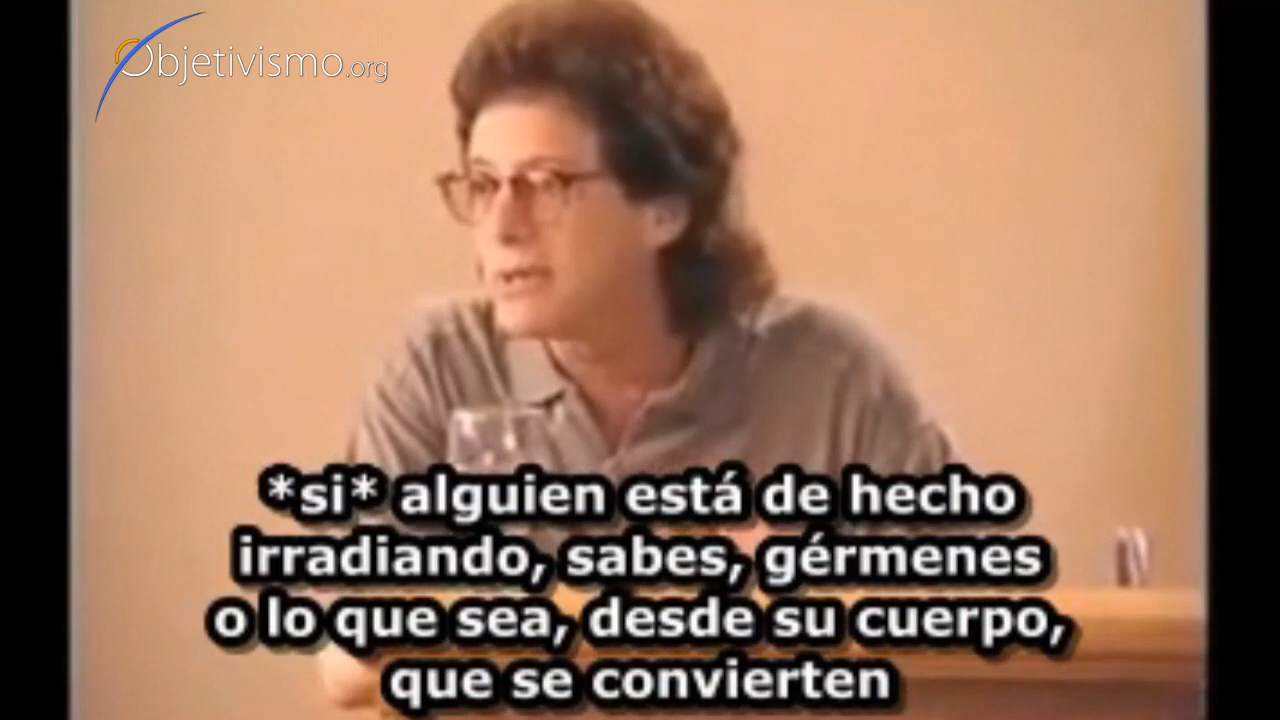 Objetivismo.org
*si* alguien está de hecho
irradiando, sabes, gérmenes
o lo que sea, desde su cuerpo,
que se convierten